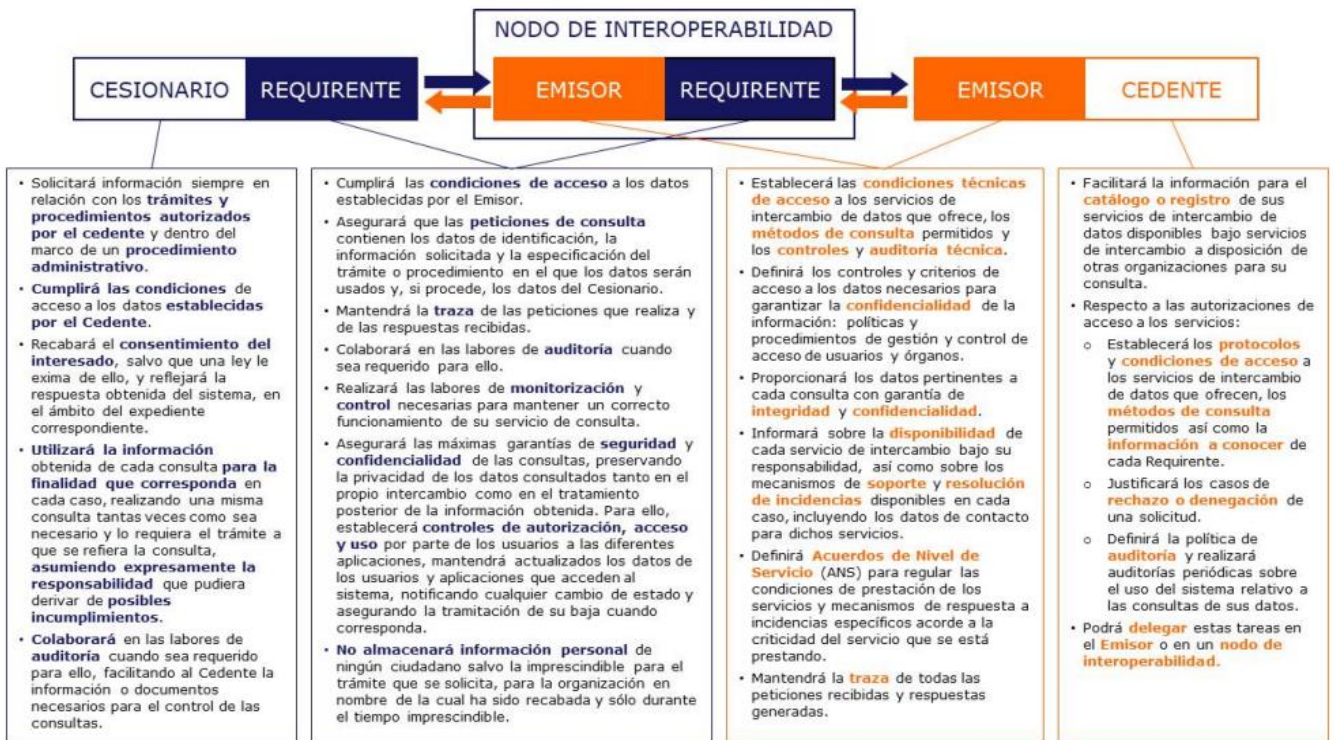 NODO DE INTEROPERABILIDAD
CESIONARIO
REQUIRENTE
EMISOR
REQUIRENTE
EMISOR
CEDENTE
• Solicitará información siempre en
relación con los trámites y
procedimientos autorizados
por el cedente y dentro del
marco de un procedimiento
administrativo.
• Cumplirá las condiciones de
acceso a los datos establecidas
por el Cedente.
• Recabará el consentimiento del
interesado, salvo que una ley le
exima de ello, y reflejará la
respuesta obtenida del sistema, en
el ámbito del expediente
correspondiente.
• Utilizará la información
obtenida de cada consulta para la
finalidad que corresponda en
cada caso, realizando una misma
consulta tantas veces como sea
necesario y lo requiera el trámite a
que se refiera la consulta,
asumiendo expresamente la
responsabilidad que pudiera
derivar de posibles
incumplimientos.
• Colaborará en las labores de
auditoría cuando sea requerido
para ello, facilitando al Cedente la
información o documentos
necesarios para el control de las
consultas.
• Cumplirá las condiciones de acceso a los datos
establecidas por el Emisor.
• Asegurará que las peticiones de consulta
contienen los datos de identificación, la
información solicitada y la especificación del
trámite o procedimiento en el que los datos serán
usados y, si procede, los datos del Cesionario.
• Mantendrá la traza de las peticiones que realiza y
de las respuestas recibidas.
• Colaborará en las labores de auditoría cuando
sea requerido para ello.
• Realizará las labores de monitorización y
control necesarias para mantener un correcto
funcionamiento de su servicio de consulta.
• Asegurará las máximas garantías de seguridad y
confidencialidad de las consultas, preservando
la privacidad de los datos consultados tanto en el
propio intercambio como en el tratamiento
posterior de la información obtenida. Para ello,
establecerá controles de autorización, acceso
y uso por parte de los usuarios a las diferentes
aplicaciones, mantendrá actualizados los datos de
los usuarios y aplicaciones que acceden al
sistema, notificando cualquier cambio de estado y
asegurando la tramitación de su baja cuando
corresponda.
• No almacenará información personal de
ningún ciudadano salvo la imprescindible para el
trámite que se solicita, para la organización en
nombre de la cual ha sido recabada y sólo durante
el tiempo imprescindible.
• Establecerá las condiciones técnicas
de acceso a los servicios de
intercambio de datos que ofrece, los
métodos de consulta permitidos y
los controles y auditoría técnica.
• Definirá los controles y criterios de
acceso a los datos necesarios para
garantizar la confidencialidad de la
información: políticas y
procedimientos de gestión y control de
acceso de usuarios y órganos.
• Proporcionará los datos pertinentes a
cada consulta con garantía de
integridad y confidencialidad.
• Informará sobre la disponibilidad de
cada servicio de intercambio bajo su
responsabilidad, así como sobre los
mecanismos de soporte y resolución
de incidencias disponibles en cada
caso, incluyendo los datos de contacto
para dichos servicios.
• Definirá Acuerdos de Nivel de
Servicio (ANS) para regular las
condiciones de prestación de los
servicios y mecanismos de respuesta a
incidencias específicos acorde a la
criticidad del servicio que se está
prestando.
• Mantendrá la traza de todas las
peticiones recibidas y respuestas
generadas.
• Facilitará la información para el
catálogo o registro de sus
servicios de intercambio de
datos disponibles bajo servicios
de intercambio a disposición de
otras organizaciones para su
consulta.
• Respecto a las autorizaciones de
acceso a los servicios:
o Establecerá los protocolos
y condiciones de acceso a
los servicios de intercambio
de datos que ofrecen, los
métodos de consulta
permitidos así como la
información a conocer de
cada Requirente.
o Justificará los casos de
rechazo o denegación de
una solicitud.
o Definirá la política de
auditoría y realizará
auditorías periódicas sobre
el uso del sistema relativo a
las consultas de sus datos.
• Podrá delegar estas tareas en
el Emisor o en un nodo de
interoperabilidad.